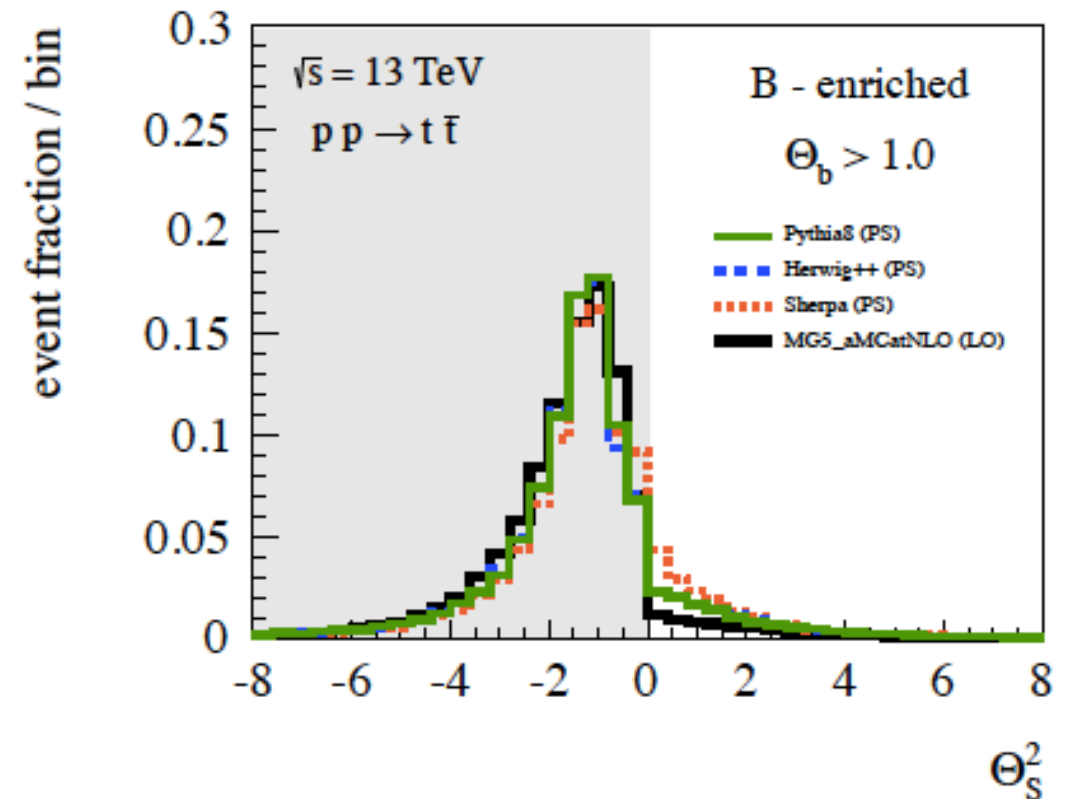 event fraction / bin
0.3
0.25
0.2
0.15
0.1
0.05
0
√s = 13 TeV
p p → t t̄
B - enriched
Θ_b > 1.0
Pythia8 (PS)
Herwig++ (PS)
Sherpa (PS)
MG5_aMCatNLO (LO)
-8 -6 -4 -2 0 2 4 6 8
Θ_S^2